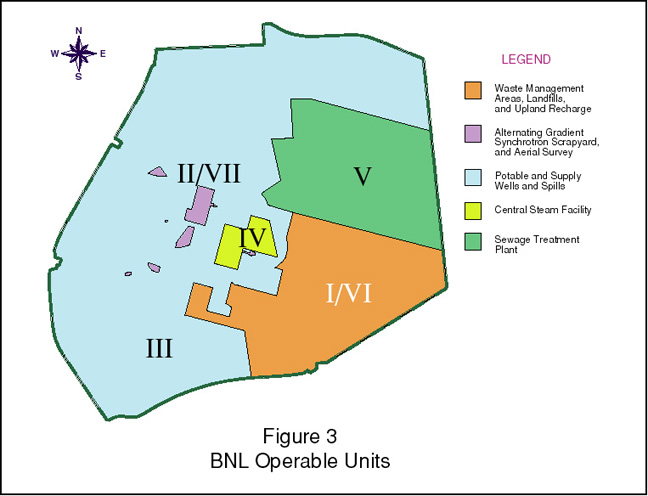 N
W E
S
LEGEND
Waste Management
Areas, Landfills,
and Upland Recharge
Alternating Gradient
Synchrotron Scrapyard,
and Aerial Survey
Potable and Supply
Wells and Spills
Central Steam Facility
Sewage Treatment
Plant
II/VII
V
IV
I/VI
III
Figure 3
BNL Operable Units